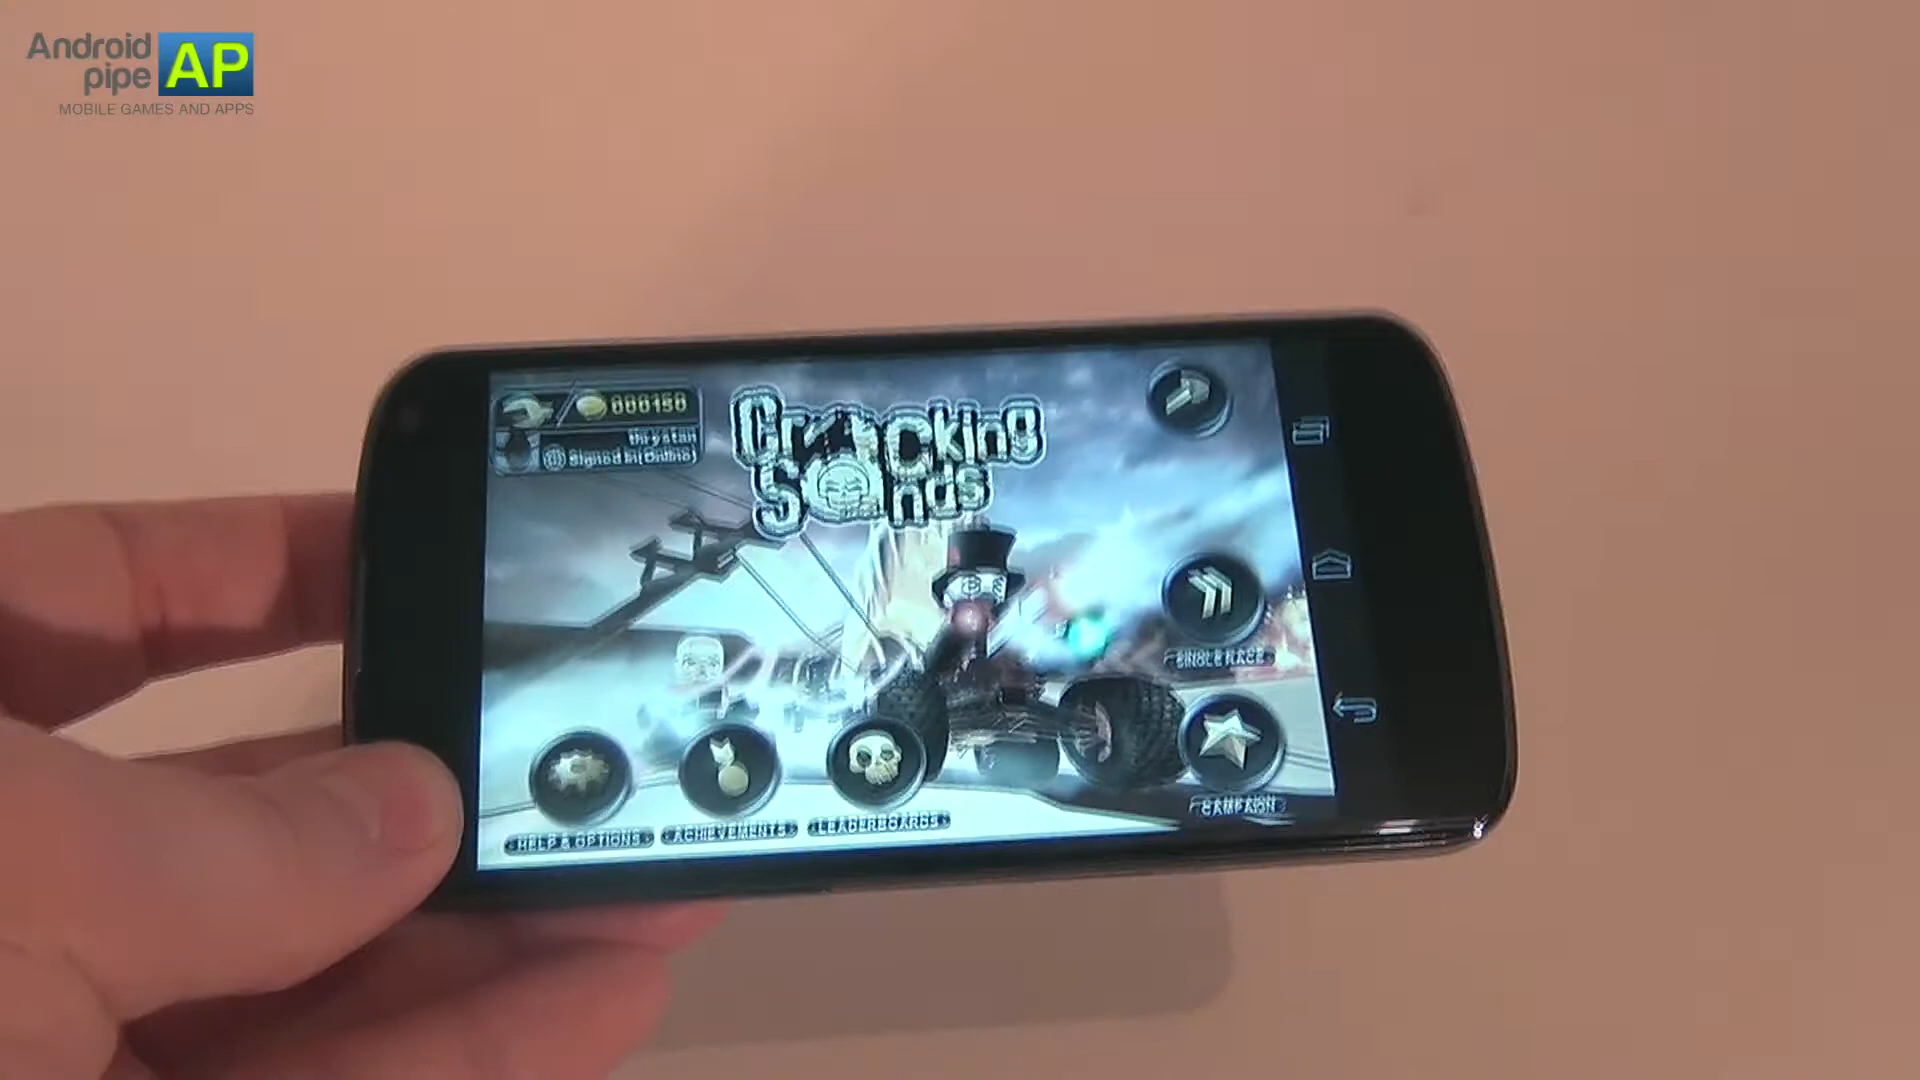 Android
pipe AP
MOBILE GAMES AND APPS
000150
thrystan
Signed In(Online)
Cracking
Sands
SINGLE RACE
CAMPAIGN
HELP & OPTIONS
ACHIEVEMENTS
LEADERBOARDS